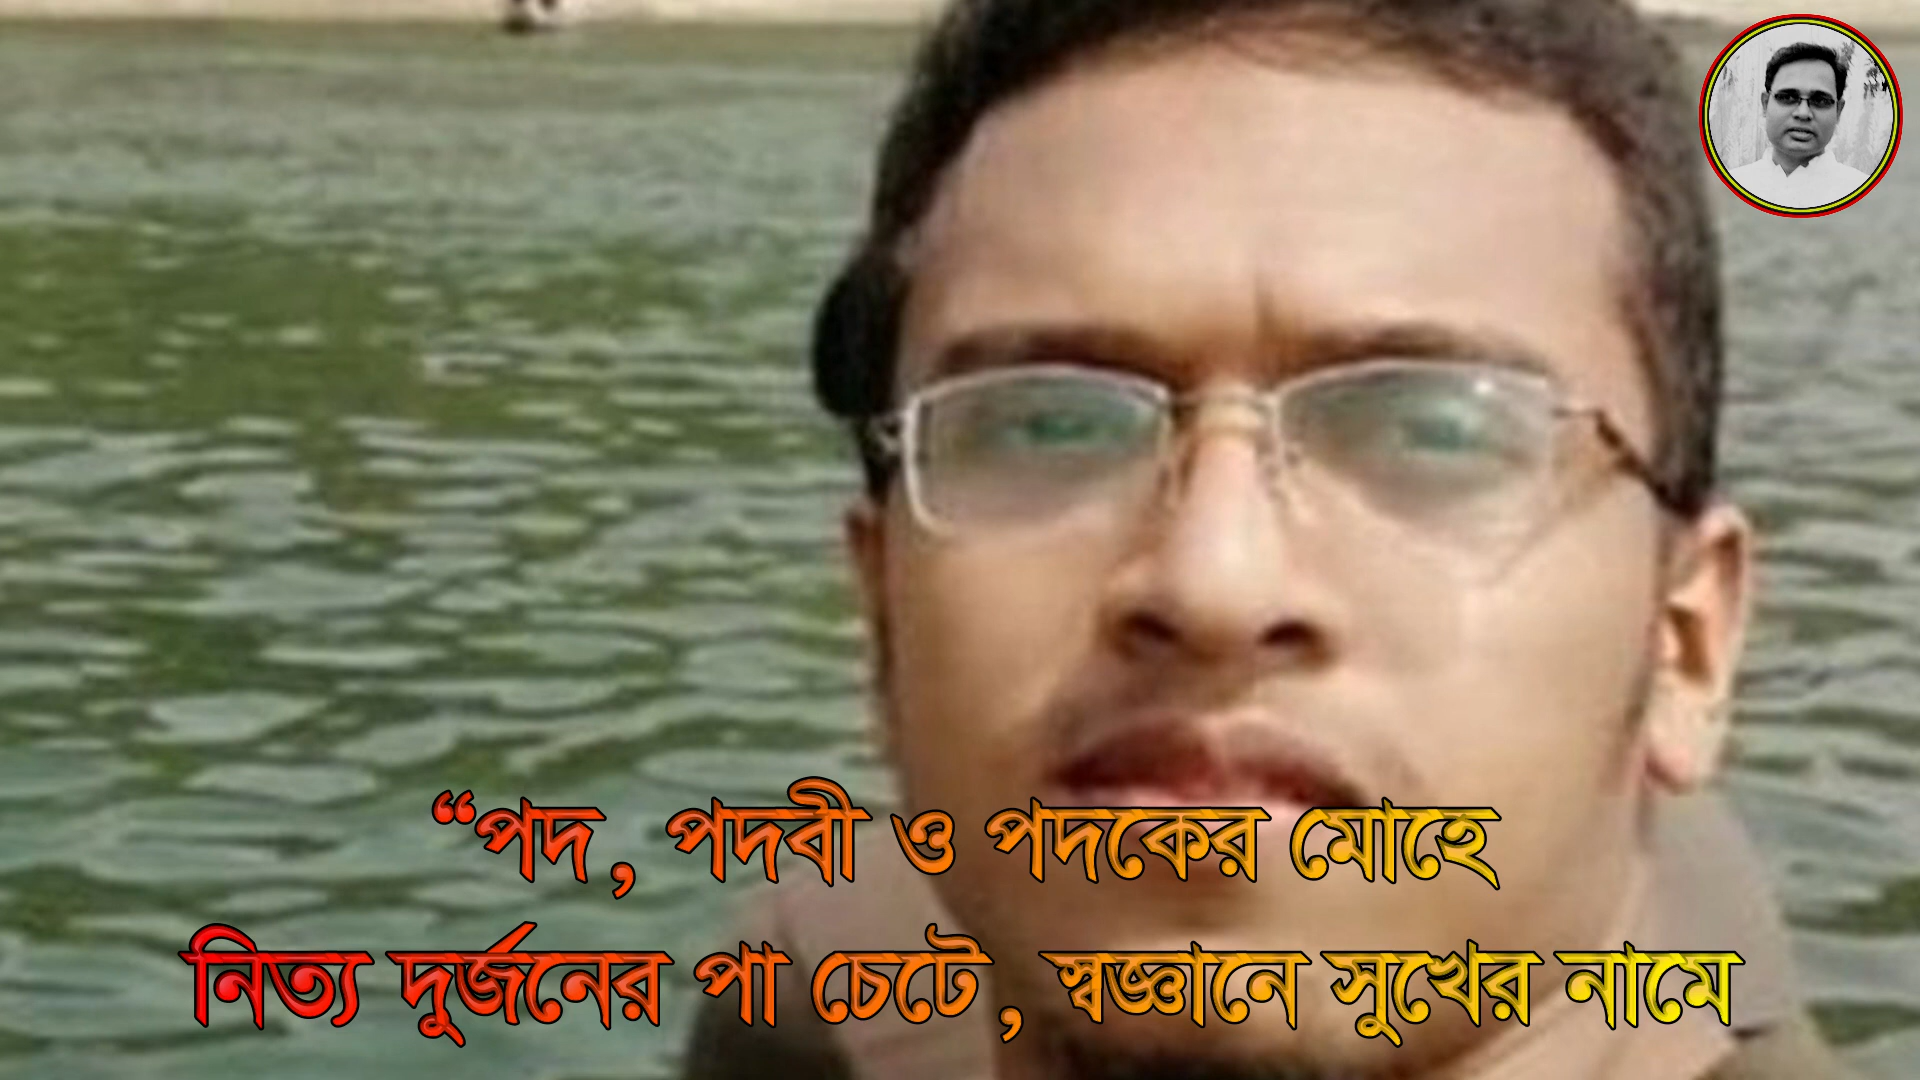 “পদ, পদবী ও পদকের মোহে
নিত্য দুর্জনের পা চেটে, স্বজ্ঞানে সুখের নামে